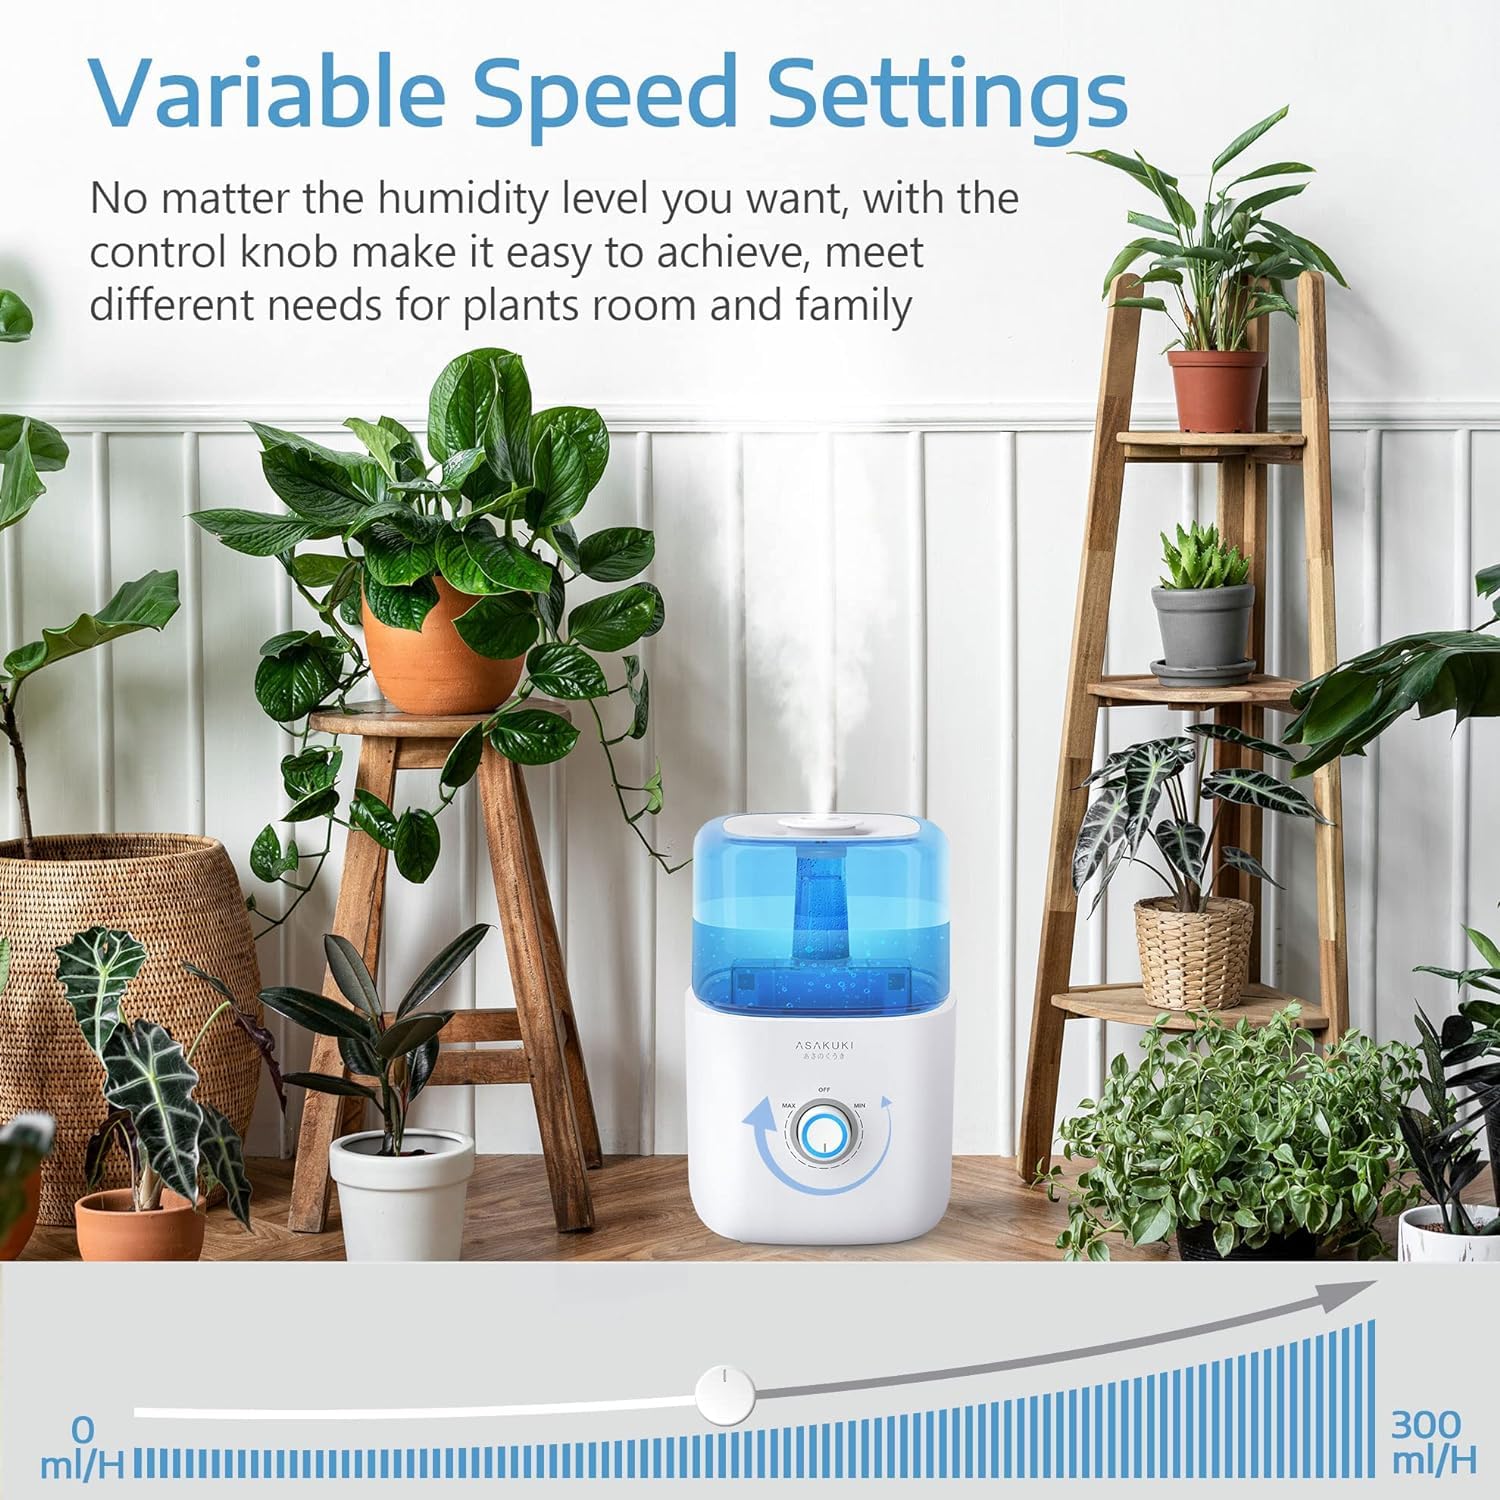 Variable Speed Settings
No matter the humidity level you want, with the
control knob make it easy to achieve, meet
different needs for plants room and family
ASAKUKI
あさのくうき
OFF
MAX
MIN
0
ml/H
300
ml/H